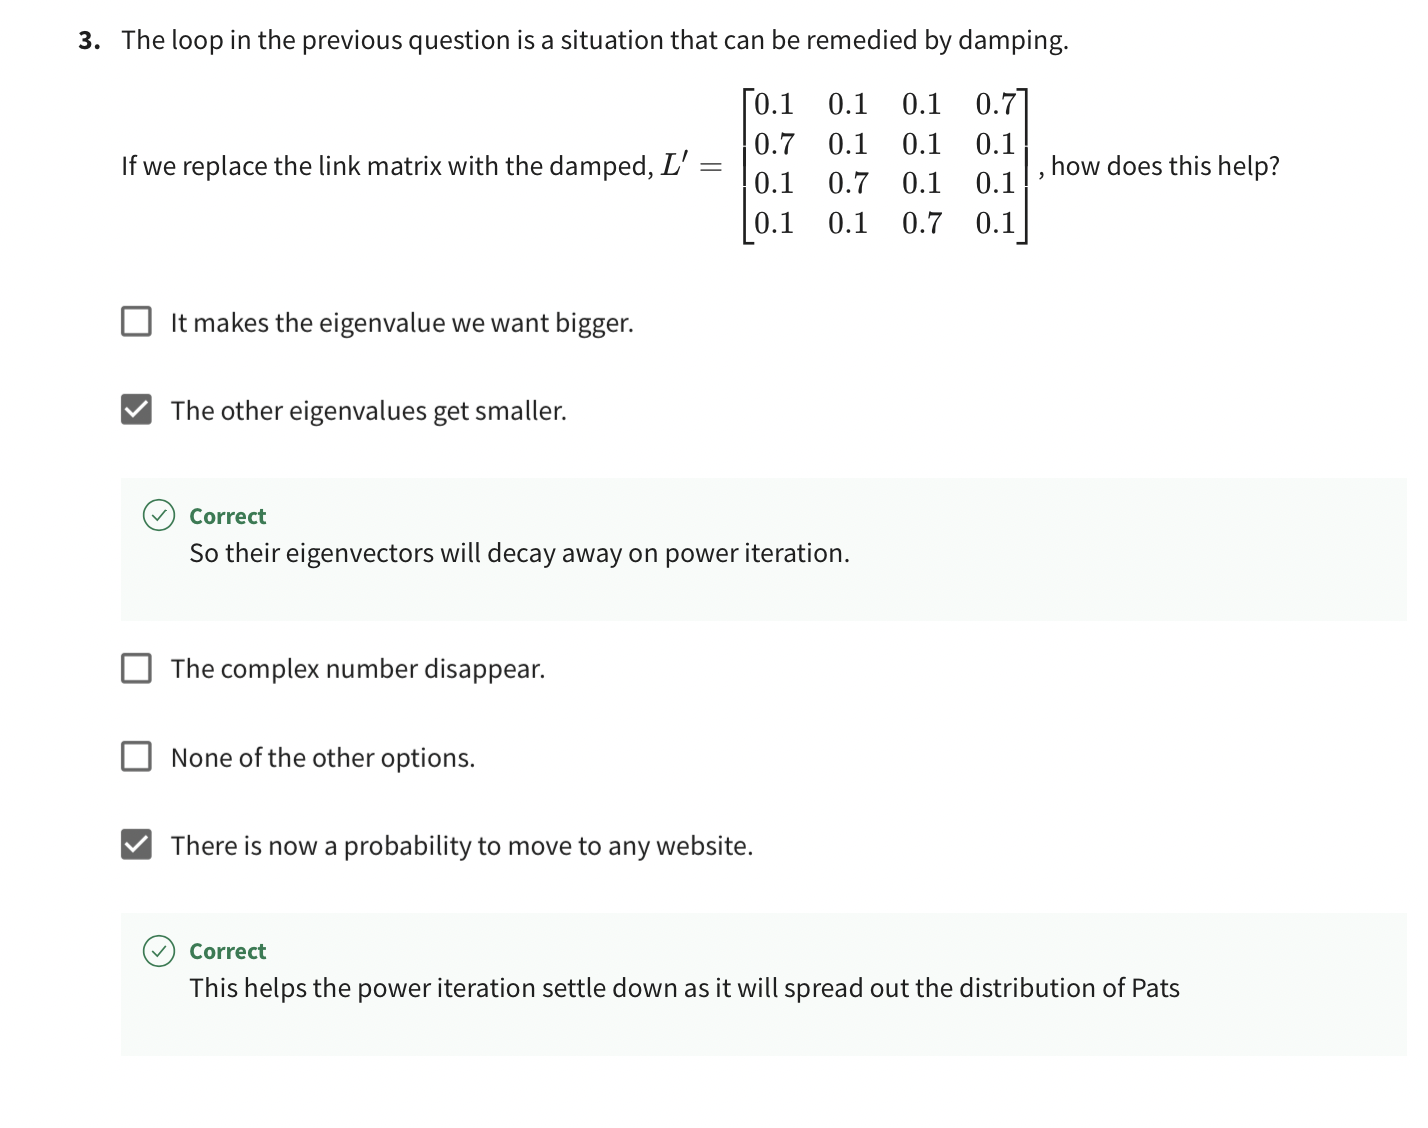 3. The loop in the previous question is a situation that can be remedied by damping.
If we replace the link matrix with the damped, L′ = [0.1 0.1 0.1 0.7
0.7 0.1 0.1 0.1
0.1 0.7 0.1 0.1
0.1 0.1 0.7 0.1], how does this help?
It makes the eigenvalue we want bigger.
The other eigenvalues get smaller.
Correct
So their eigenvectors will decay away on power iteration.
The complex number disappear.
None of the other options.
There is now a probability to move to any website.
Correct
This helps the power iteration settle down as it will spread out the distribution of Pats